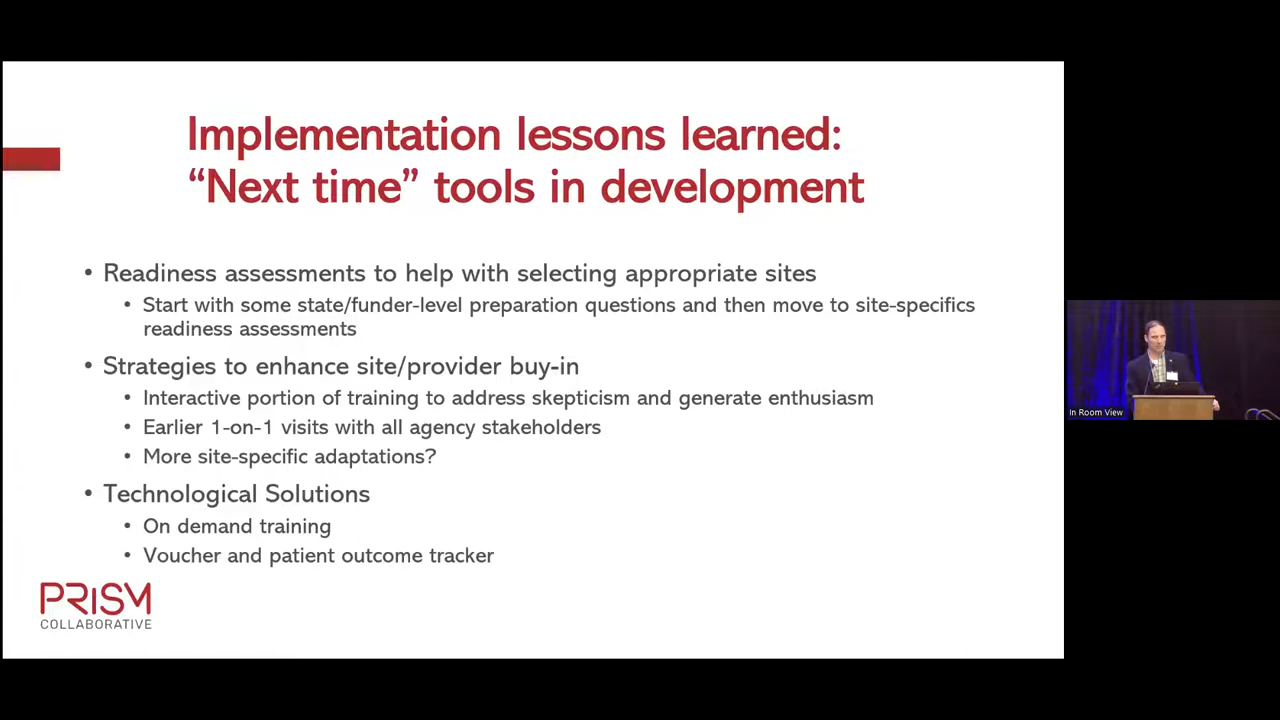 Implementation lessons learned:
“Next time” tools in development
• Readiness assessments to help with selecting appropriate sites
• Start with some state/funder-level preparation questions and then move to site-specifics
readiness assessments
• Strategies to enhance site/provider buy-in
• Interactive portion of training to address skepticism and generate enthusiasm
• Earlier 1-on-1 visits with all agency stakeholders
• More site-specific adaptations?
• Technological Solutions
• On demand training
• Voucher and patient outcome tracker
PRISM
COLLABORATIVE
In Room View